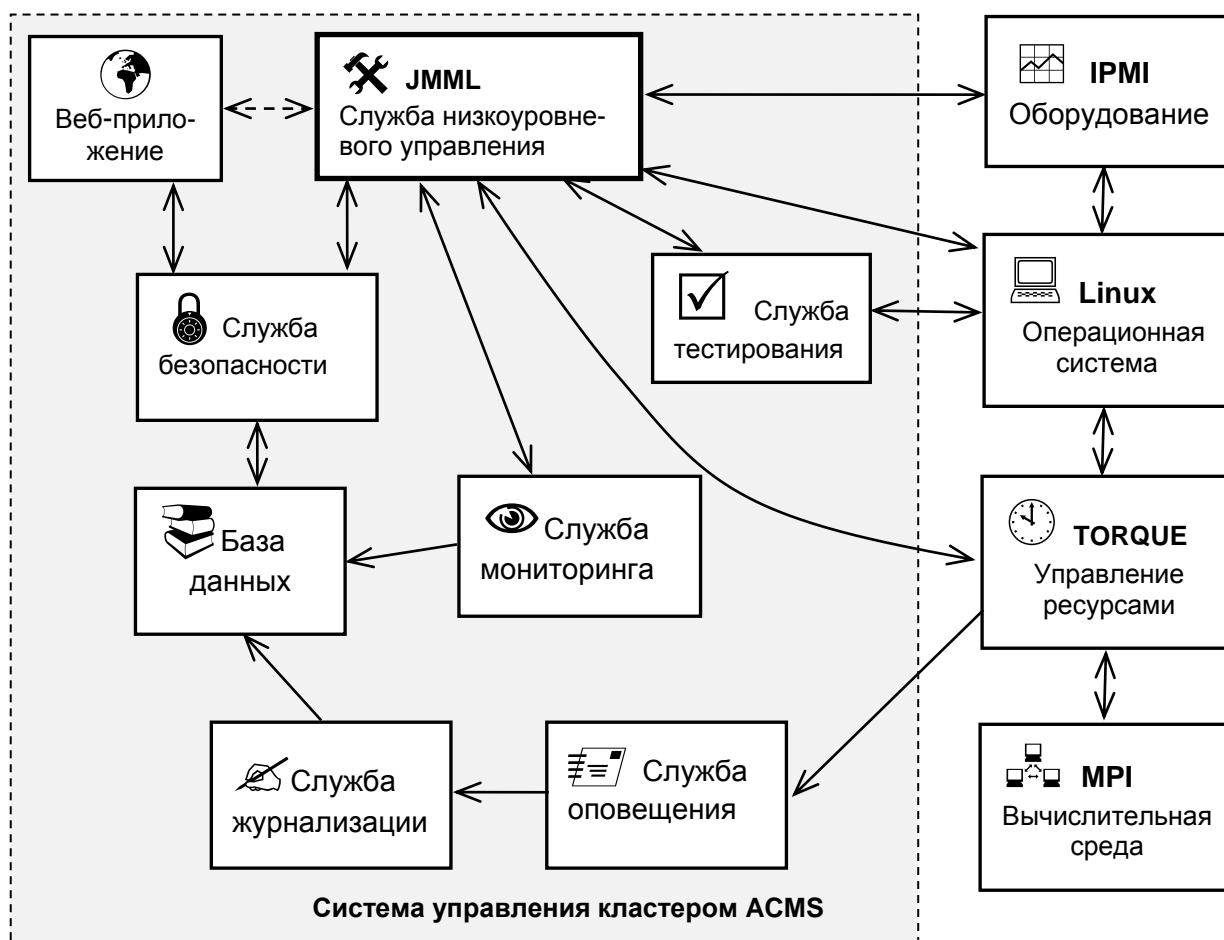 Веб-прило-
жение
JMML
Служба низкоуровне-
вого управления
IPMI
Оборудование
Служба
безопасности
Служба
тестирования
Linux
Операционная
система
База
данных
Служба
мониторинга
TORQUE
Управление
ресурсами
Служба
журнализации
Служба
оповещения
MPI
Вычислительная
среда
Система управления кластером ACMS